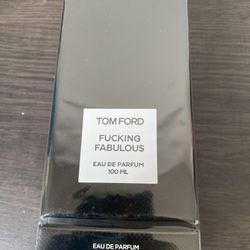 TOM FORD
FUCKING
FABULOUS
EAU DE PARFUM
100 ML
EAU DE PARFUM